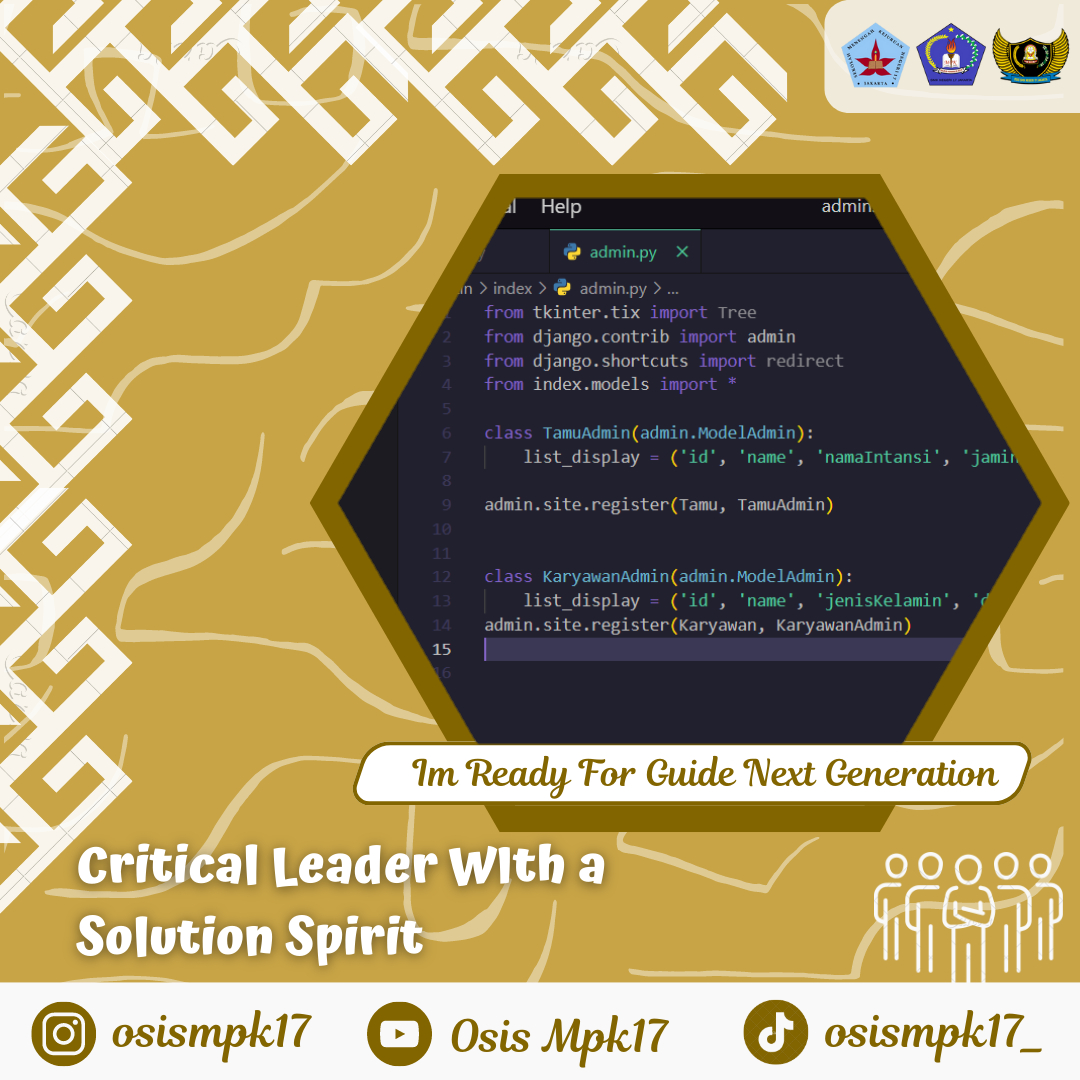 Help
admin.py
index > admin.py > ...
1 from tkinter.tix import Tree
2 from django.contrib import admin
3 from django.shortcuts import redirect
4 from index.models import *
5
6 class TamuAdmin(admin.ModelAdmin):
7 list_display = ('id', 'name', 'namaIntansi', 'jamin
8
9 admin.site.register(Tamu, TamuAdmin)
10
11
12 class KaryawanAdmin(admin.ModelAdmin):
13 list_display = ('id', 'name', 'jenisKelamin',
14 admin.site.register(Karyawan, KaryawanAdmin)
15
16
Im Ready For Guide Next Generation
Critical Leader WIth a
Solution Spirit
osismpk17 Osis Mpk17 osismpk17_